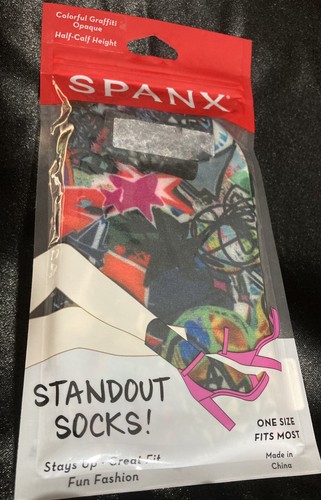 Colorful Graffiti
Opaque
Half-Calf Height
SPANX®
STANDOUT
SOCKS!
ONE SIZE
FITS MOST
Stays Up · Great Fit
Fun Fashion
Made in
China